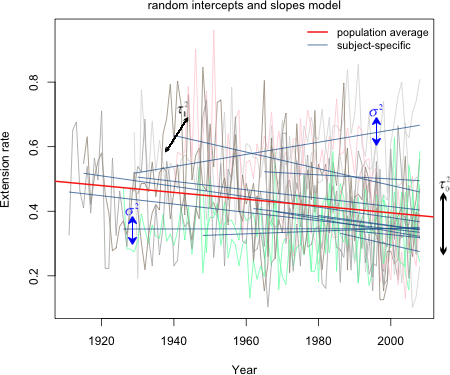 random intercepts and slopes model
population average
subject-specific
0.8
0.6
0.4
0.2
Extension rate
τ₁²
σ²
σ²
τ₀²
1920 1940 1960 1980 2000
Year